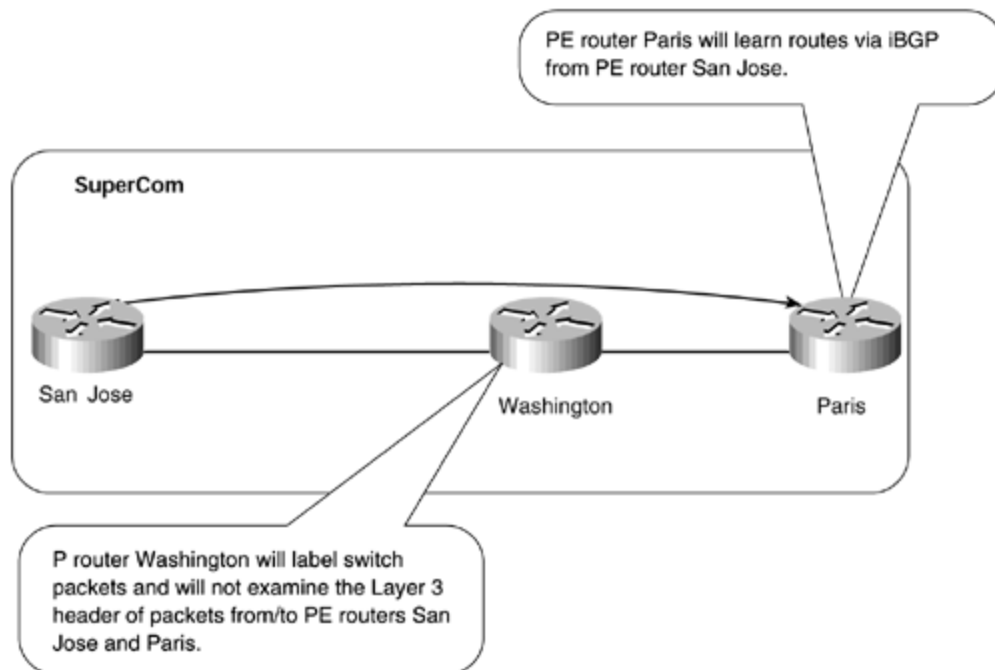 PE router Paris will learn routes via iBGP
from PE router San Jose.
SuperCom
San Jose
Washington
Paris
P router Washington will label switch
packets and will not examine the Layer 3
header of packets from/to PE routers San
Jose and Paris.